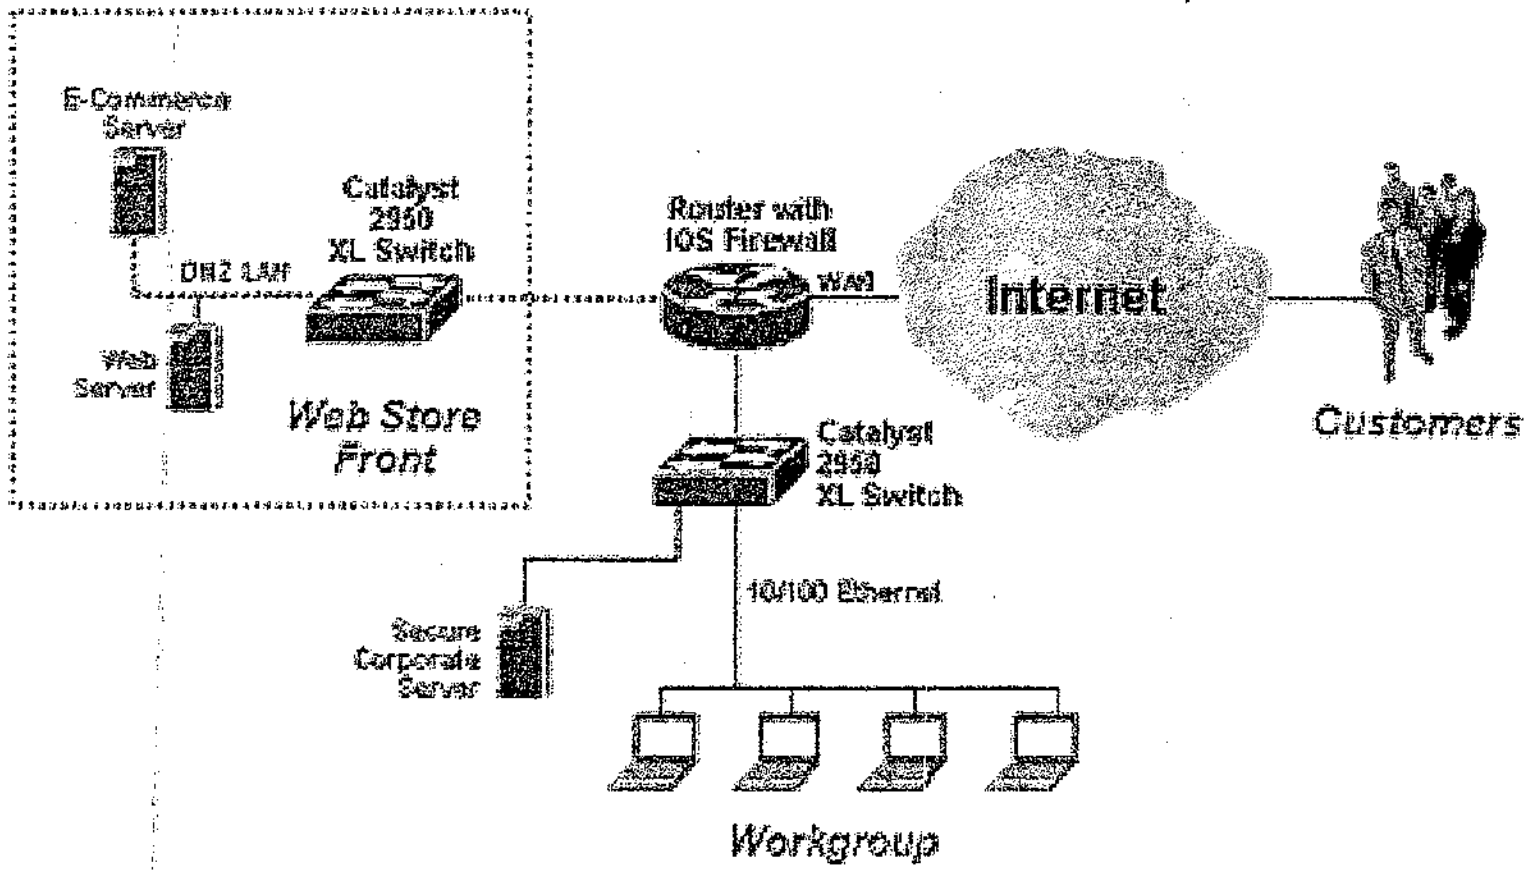 E-Commerce
Server
Catalyst
2950
XL Switch
LAN
Web
Server
Web Store
Front
Router with
IOS Firewall
WAN
Internet
Customers
Catalyst
2950
XL Switch
10/100 Ethernet
Secure
Corporate
Server
Workgroup